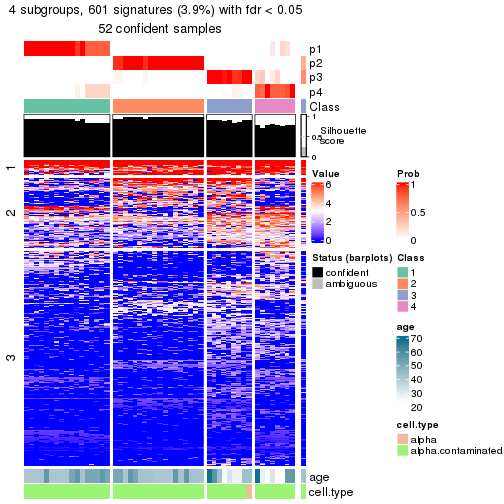 4 subgroups, 601 signatures (3.9%) with fdr < 0.05
52 confident samples
p1
p2
p3
p4
Class
1
0.5
0
Silhouette
score
1
2
3
Value
6
4
2
0
Prob
1
0.5
0
Status (barplots)
confident
ambiguous
Class
1
2
3
4
age
70
60
50
40
30
20
cell.type
alpha
alpha.contaminated
age
cell.type